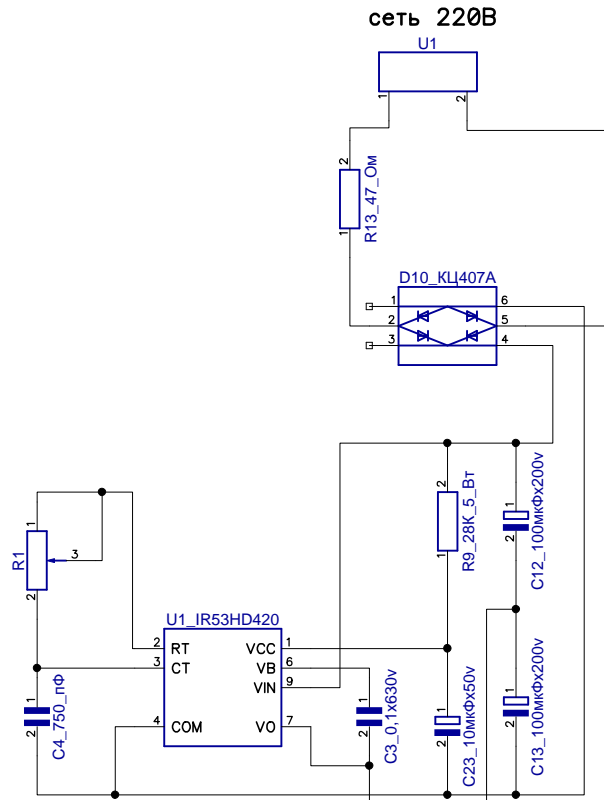 сеть 220В
U1
1
2
2
R13_47_Ом
1
D10_КЦ407А
1
6
2
5
3
4
2
R9_28К_5_Вт
1
1
C12_100мкФх200v
2
1
R1
3
2
U1_IR53HD420
2
RT
VCC
1
3
CT
VB
6
VIN
9
4
COM
VO
7
1
C4_750_пФ
2
1
C3_0,1х630v
2
1
C23_10мкФх50v
2
1
C13_100мкФх200v
2